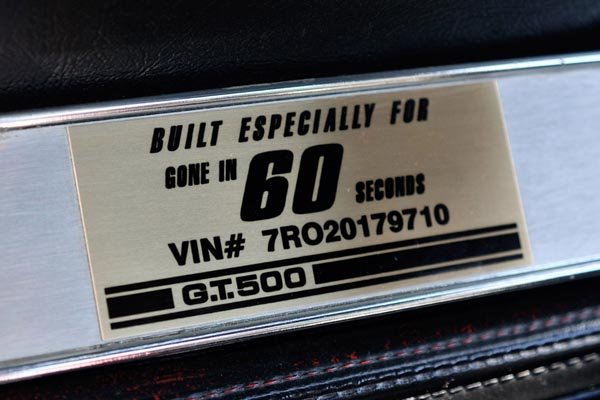 BUILT ESPECIALLY FOR
GONE IN 60 SECONDS
VIN# 7RO20179710
G.T.500